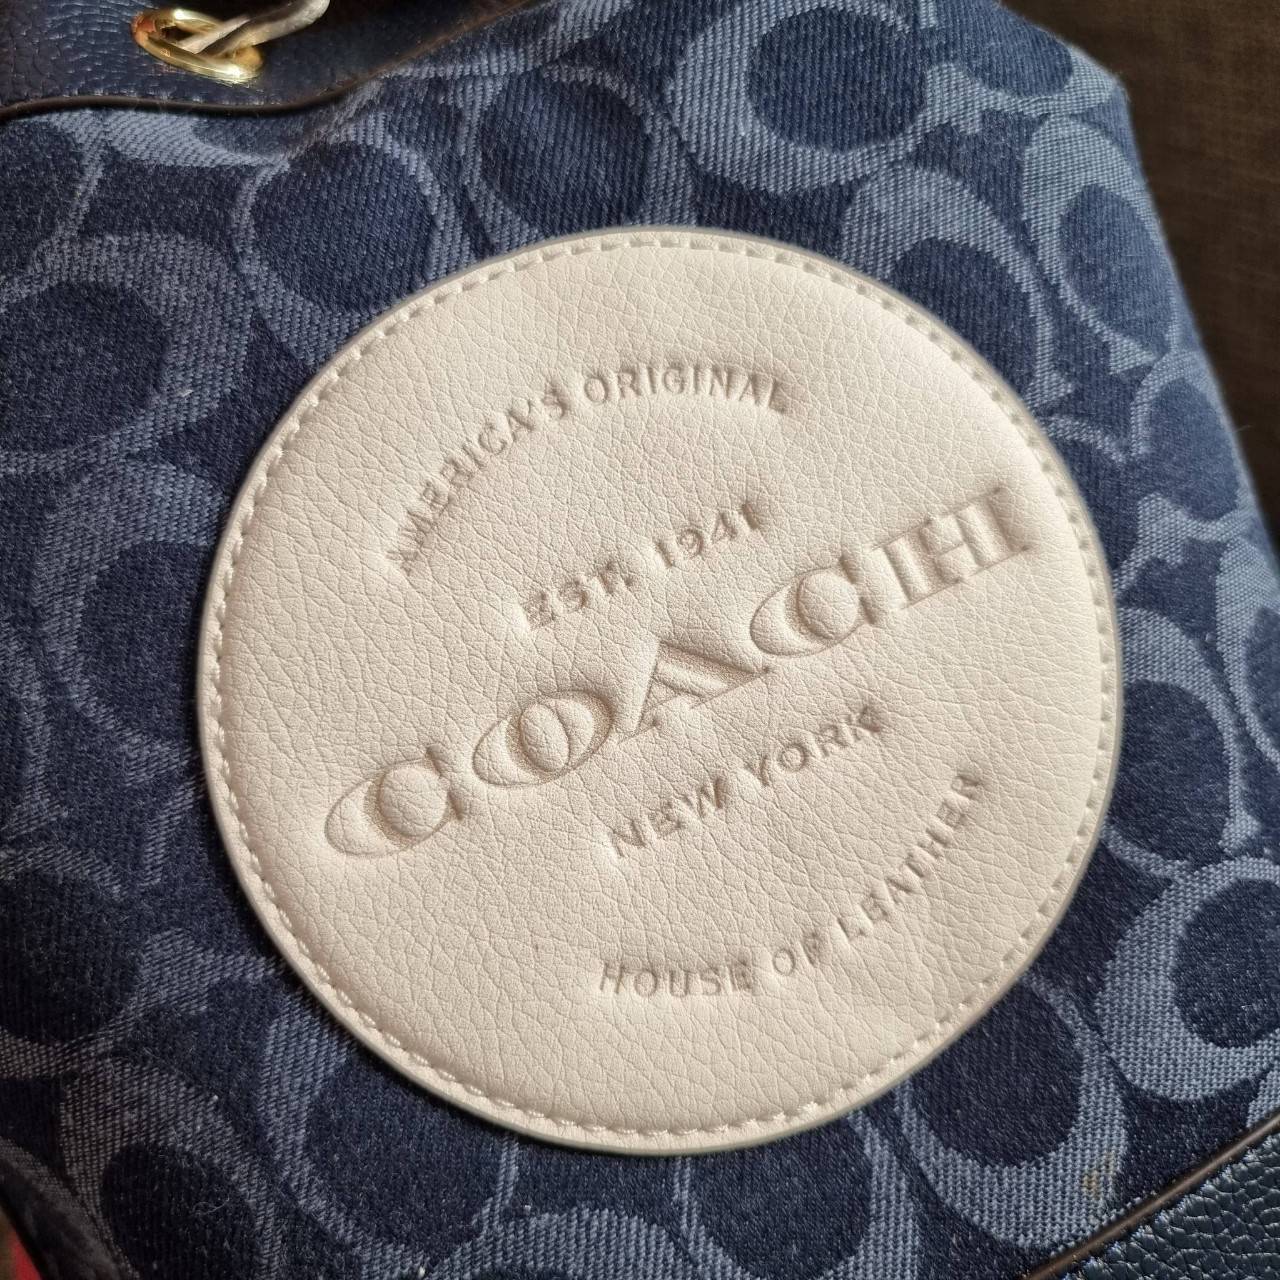 AMERICA'S ORIGINAL
EST. 1941
COACH
NEW YORK
HOUSE OF LEATHER